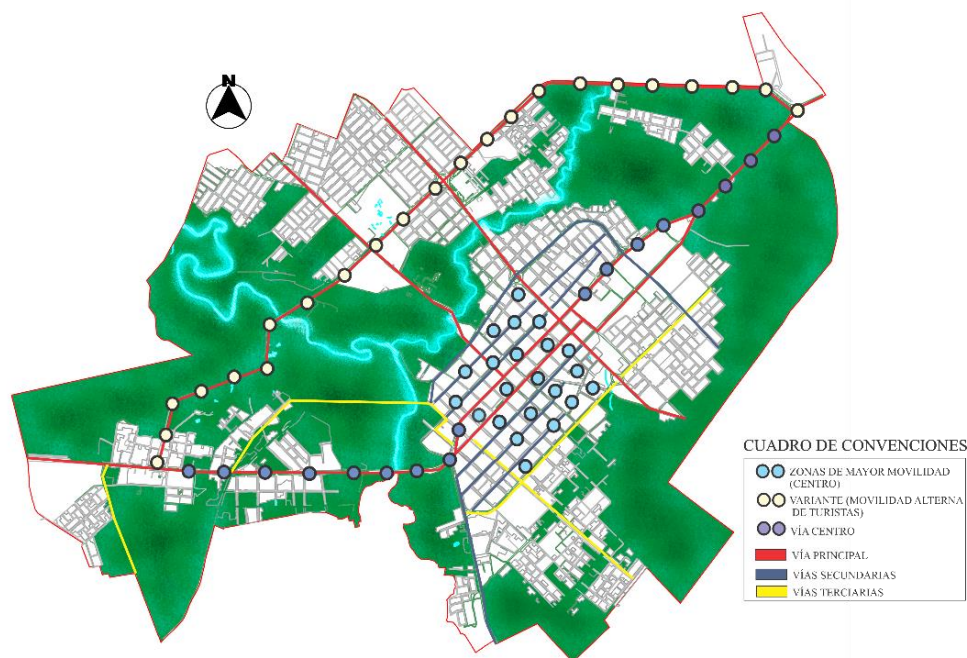 N
CUADRO DE CONVENCIONES
ZONAS DE MAYOR MOVILIDAD
(CENTRO)
VARIANTE (MOVILIDAD ALTERNA
DE TURISTAS)
VÍA CENTRO
VÍA PRINCIPAL
VÍAS SECUNDARIAS
VÍAS TERCIARIAS